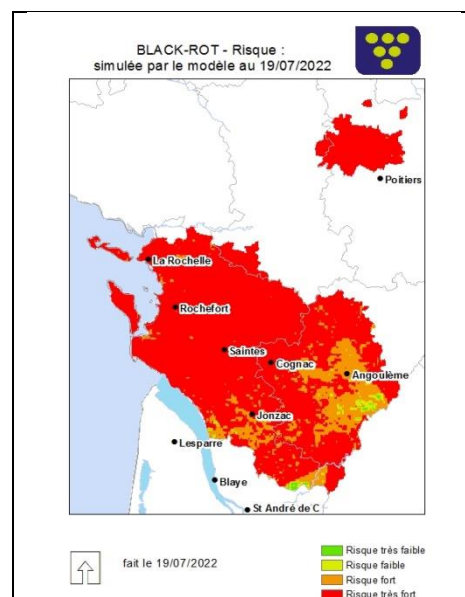 BLACK-ROT - Risque :
simulée par le modèle au 19/07/2022
Poitiers
La Rochelle
Rochefort
Saintes
Cognac
Angoulème
Jonzac
Lesparre
Blaye
St André de C
fait le 19/07/2022
Risque très faible
Risque faible
Risque fort
Risque très fort